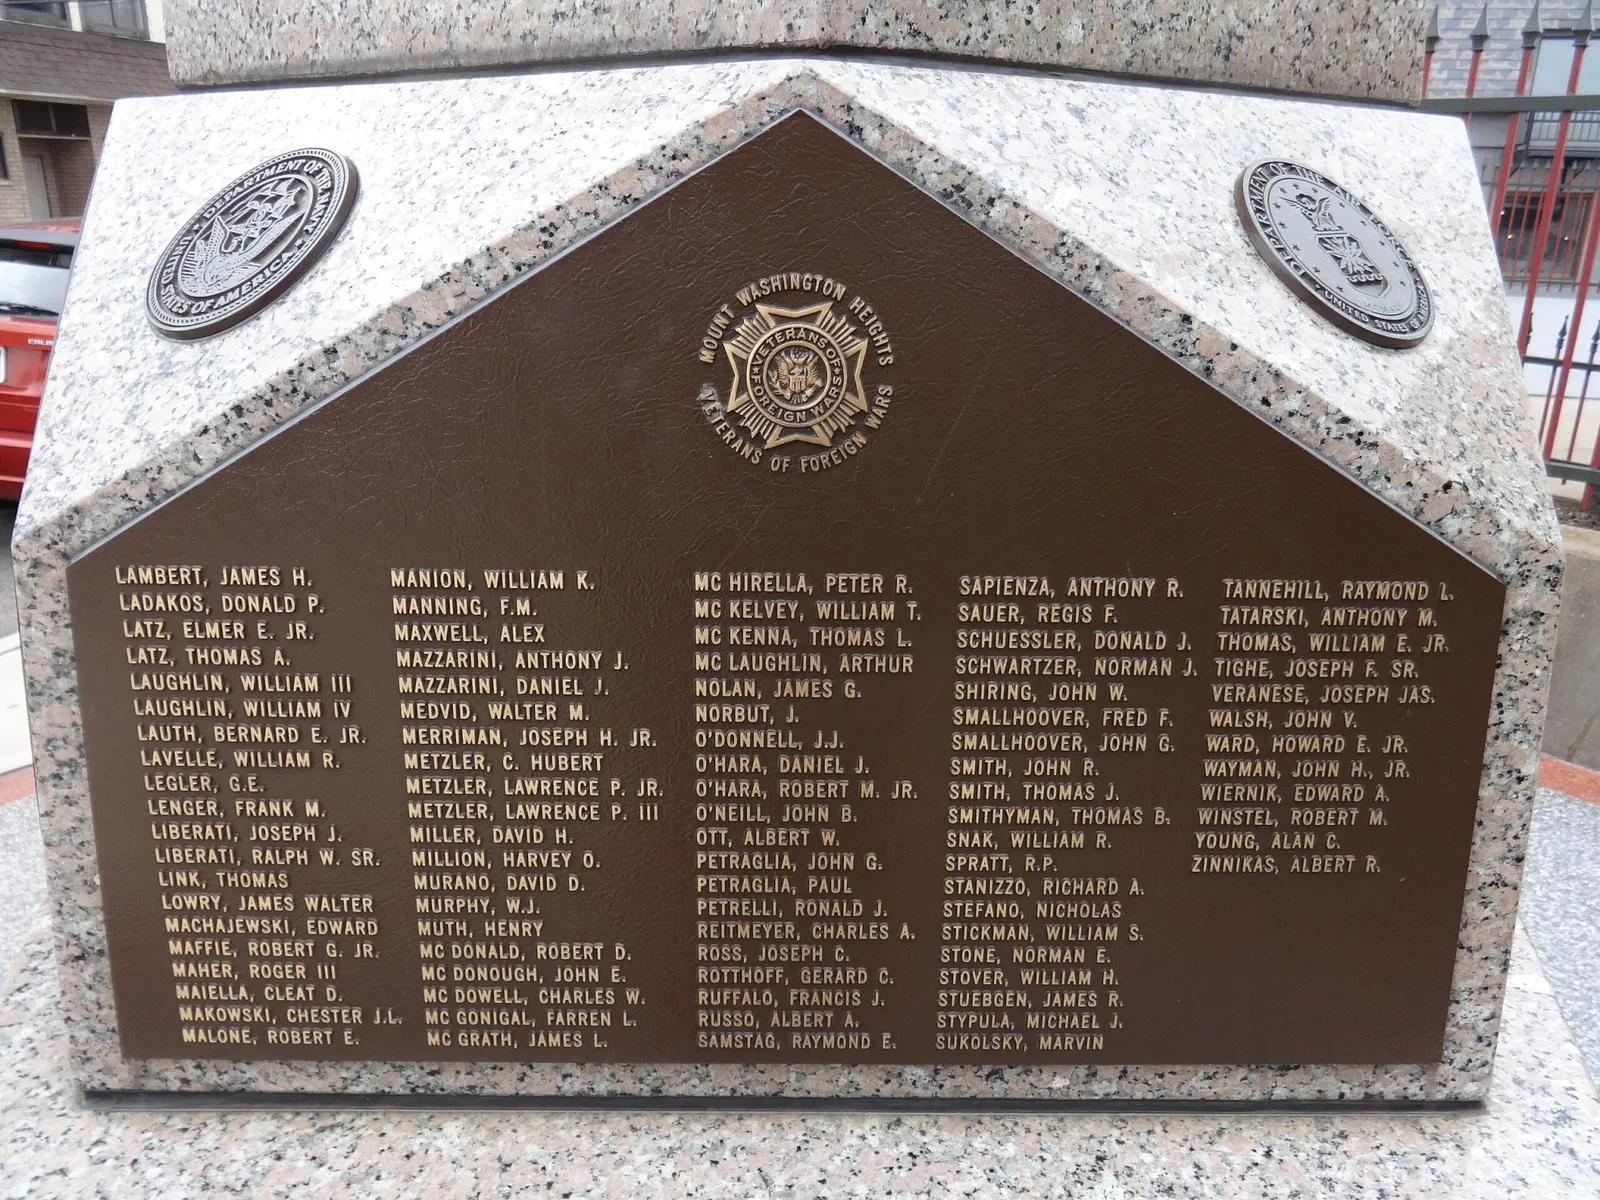 DEPARTMENT OF THE NAVY
UNITED STATES OF AMERICA
DEPARTMENT OF THE AIR FORCE
UNITED STATES OF AMERICA
MOUNT WASHINGTON HEIGHTS
VETERANS OF FOREIGN WARS
VETERANS OF
FOREIGN WARS
LAMBERT, JAMES H.
LADAKOS, DONALD P.
LATZ, ELMER E. JR.
LATZ, THOMAS A.
LAUGHLIN, WILLIAM III
LAUGHLIN, WILLIAM IV
LAUTH, BERNARD E. JR.
LAVELLE, WILLIAM R.
LEGLER, G.E.
LENGER, FRANK M.
LIBERATI, JOSEPH J.
LIBERATI, RALPH W. SR.
LINK, THOMAS
LOWRY, JAMES WALTER
MACHAJEWSKI, EDWARD
MAFFIE, ROBERT G. JR.
MAHER, ROGER III
MAIELLA, CLEAT D.
MAKOWSKI, CHESTER J.L.
MALONE, ROBERT E.
MANION, WILLIAM K.
MANNING, F.M.
MAXWELL, ALEX
MAZZARINI, ANTHONY J.
MAZZARINI, DANIEL J.
MEDVID, WALTER M.
MERRIMAN, JOSEPH H. JR.
METZLER, C. HUBERT
METZLER, LAWRENCE P. JR.
METZLER, LAWRENCE P. III
MILLER, DAVID H.
MILLION, HARVEY O.
MURANO, DAVID D.
MURPHY, W.J.
MUTH, HENRY
MC DONALD, ROBERT D.
MC DONOUGH, JOHN E.
MC DOWELL, CHARLES W.
MC GONIGAL, FARREN L.
MC GRATH, JAMES L.
MC HIRELLA, PETER R.
MC KELVEY, WILLIAM T.
MC KENNA, THOMAS L.
MC LAUGHLIN, ARTHUR
NOLAN, JAMES G.
NORBUT, J.
O'DONNELL, J.J.
O'HARA, DANIEL J.
O'HARA, ROBERT M. JR.
O'NEILL, JOHN B.
OTT, ALBERT W.
PETRAGLIA, JOHN G.
PETRAGLIA, PAUL
PETRELLI, RONALD J.
REITMEYER, CHARLES A.
ROSS, JOSEPH C.
ROTTHOFF, GERARD C.
RUFFALO, FRANCIS J.
RUSSO, ALBERT A.
SAMSTAG, RAYMOND E.
SAPIENZA, ANTHONY R.
SAUER, REGIS F.
SCHUESSLER, DONALD J.
SCHWARTZER, NORMAN J.
SHIRING, JOHN W.
SMALLHOOVER, FRED F.
SMALLHOOVER, JOHN G.
SMITH, JOHN R.
SMITH, THOMAS J.
SMITHYMAN, THOMAS B.
SNAK, WILLIAM R.
SPRATT, R.P.
STANIZZO, RICHARD A.
STEFANO, NICHOLAS
STICKMAN, WILLIAM S.
STONE, NORMAN E.
STOVER, WILLIAM H.
STUEBGEN, JAMES R.
STYPULA, MICHAEL J.
SUKOLSKY, MARVIN
TANNEHILL, RAYMOND L.
TATARSKI, ANTHONY M.
THOMAS, WILLIAM E. JR.
TIGHE, JOSEPH F. SR.
VERANESE, JOSEPH JAS.
WALSH, JOHN V.
WARD, HOWARD E. JR.
WAYMAN, JOHN H., JR.
WIERNIK, EDWARD A.
WINSTEL, ROBERT M.
YOUNG, ALAN C.
ZINNIKAS, ALBERT R.